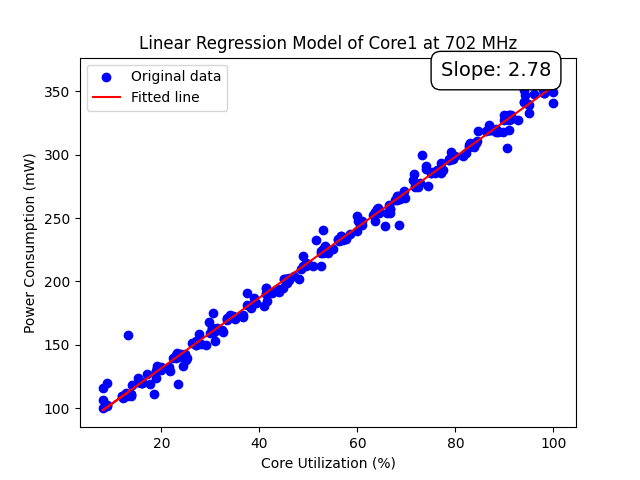 Linear Regression Model of Core1 at 702 MHz
Slope: 2.78
Original data
Fitted line
350
300
250
200
150
100
Power Consumption (mW)
20 40 60 80 100
Core Utilization (%)